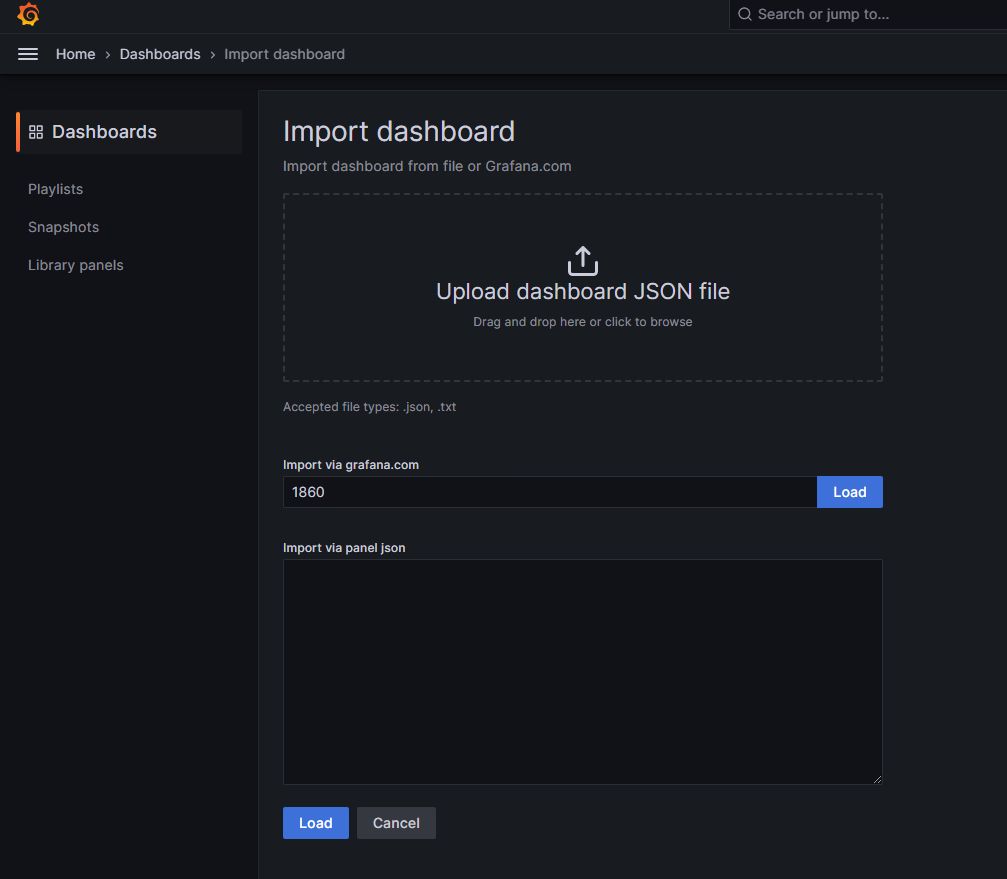 Search or jump to...
Home › Dashboards › Import dashboard
Dashboards
Playlists
Snapshots
Library panels
Import dashboard
Import dashboard from file or Grafana.com
Upload dashboard JSON file
Drag and drop here or click to browse
Accepted file types: .json, .txt
Import via grafana.com
1860 Load
Import via panel json
Load Cancel